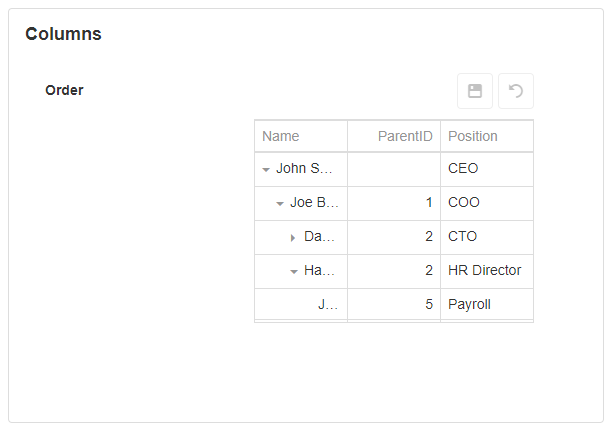 Columns
Order
Name ParentID Position
John S... CEO
Joe B... 1 COO
Da... 2 CTO
Ha... 2 HR Director
J... 5 Payroll